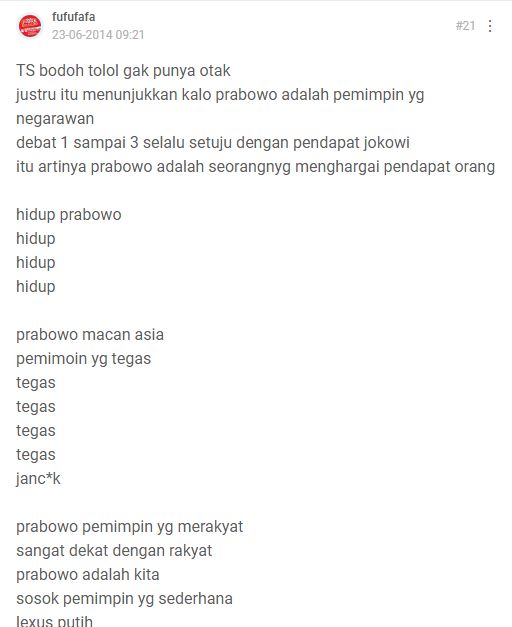 fufufafa
23-06-2014 09:21
#21
TS bodoh tolol gak punya otak
justru itu menunjukkan kalo prabowo adalah pemimpin yg
negarawan
debat 1 sampai 3 selalu setuju dengan pendapat jokowi
itu artinya prabowo adalah seorangnyg menghargai pendapat orang
hidup prabowo
hidup
hidup
hidup
prabowo macan asia
pemimoin yg tegas
tegas
tegas
tegas
tegas
janc*k
prabowo pemimpin yg merakyat
sangat dekat dengan rakyat
prabowo adalah kita
sosok pemimpin yg sederhana
lexus putih